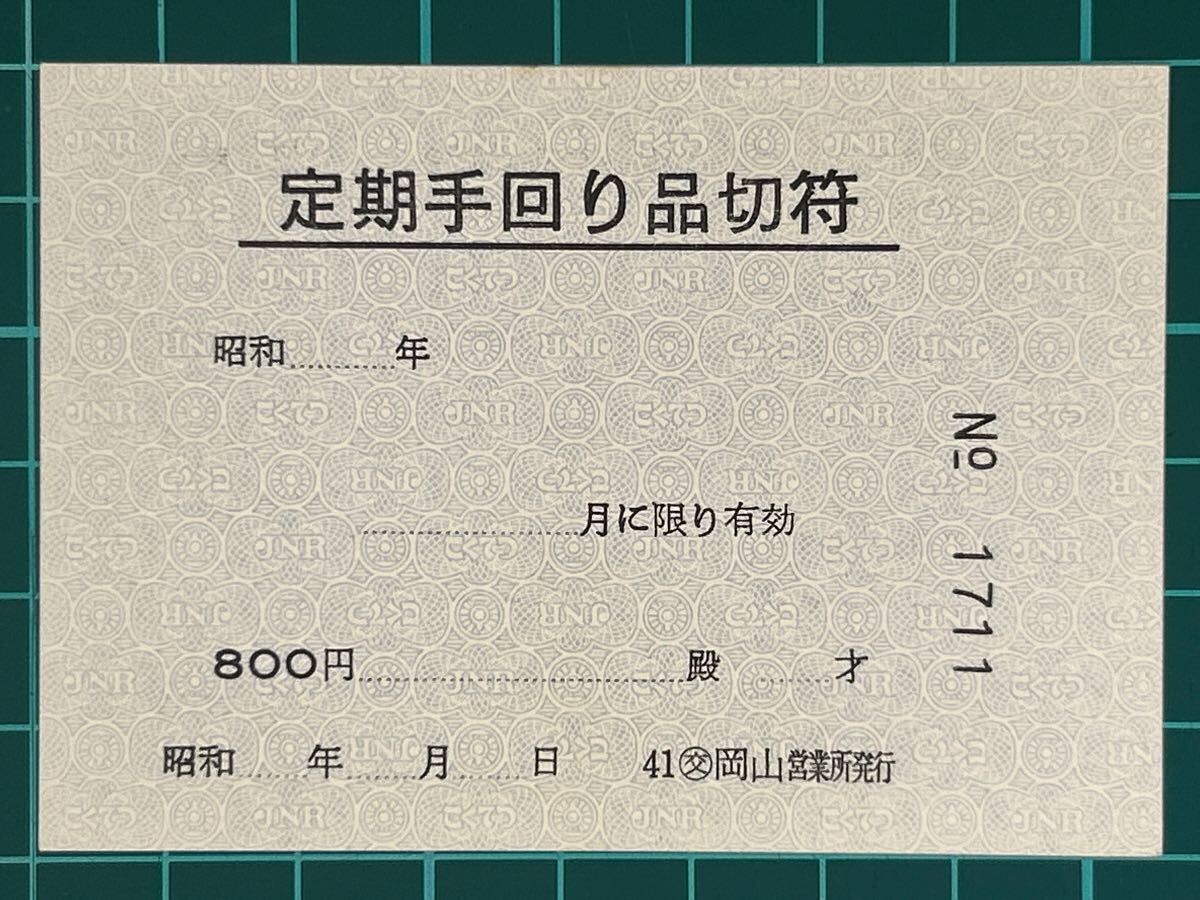 定期手回り品切符
昭和……年
………月に限り有効
800円………殿……才
昭和……年……月……日 41㊋岡山営業所発行
№ 1711